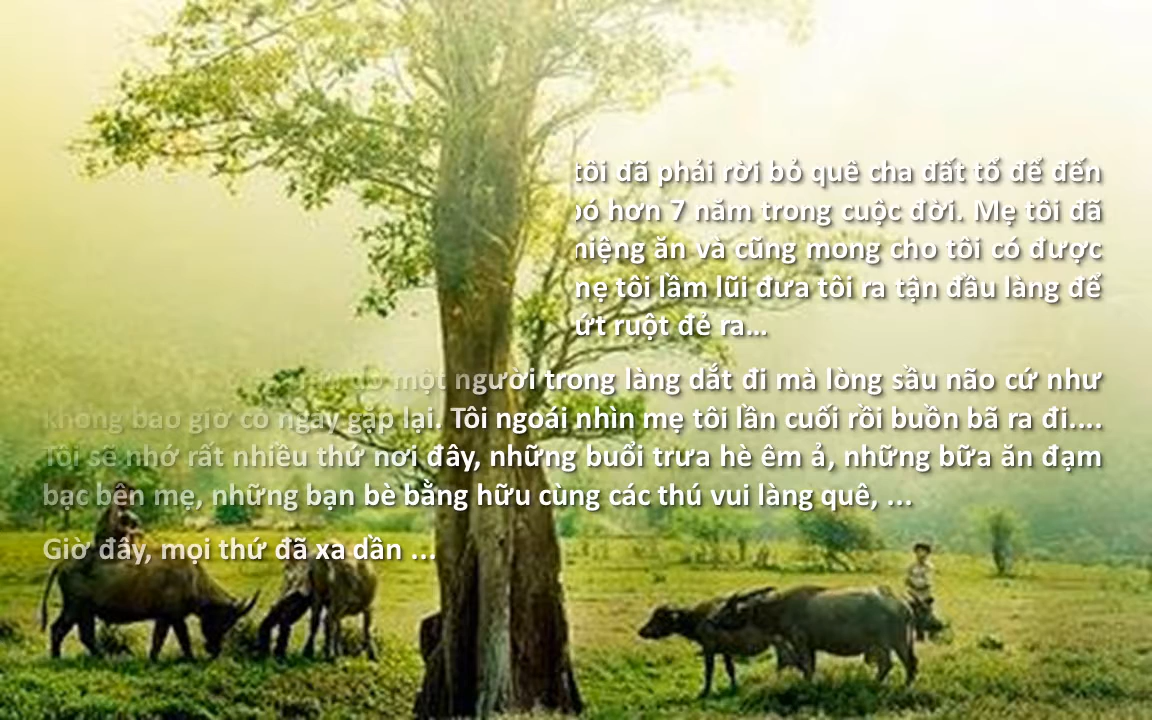 tôi đã phải rời bỏ quê cha đất tổ để đến
hơn 7 năm trong cuộc đời. Mẹ tôi đã
ăn và cũng mong cho tôi có được
tôi lầm lũi đưa tôi ra tận đầu làng để
ruột đẻ ra...
một người trong làng dắt đi mà lòng sầu não cứ như
không bao giờ có ngày gặp lại. Tôi ngoái nhìn mẹ tôi lần cuối rồi buồn bã ra đi....
Tôi sẽ nhớ rất nhiều thứ nơi đây, những buổi trưa hè êm ả, những bữa ăn đạm
bạc bên mẹ, những bạn bè bằng hữu cùng các thú vui làng quê, ...
Giờ đây, mọi thứ đã xa dần ...